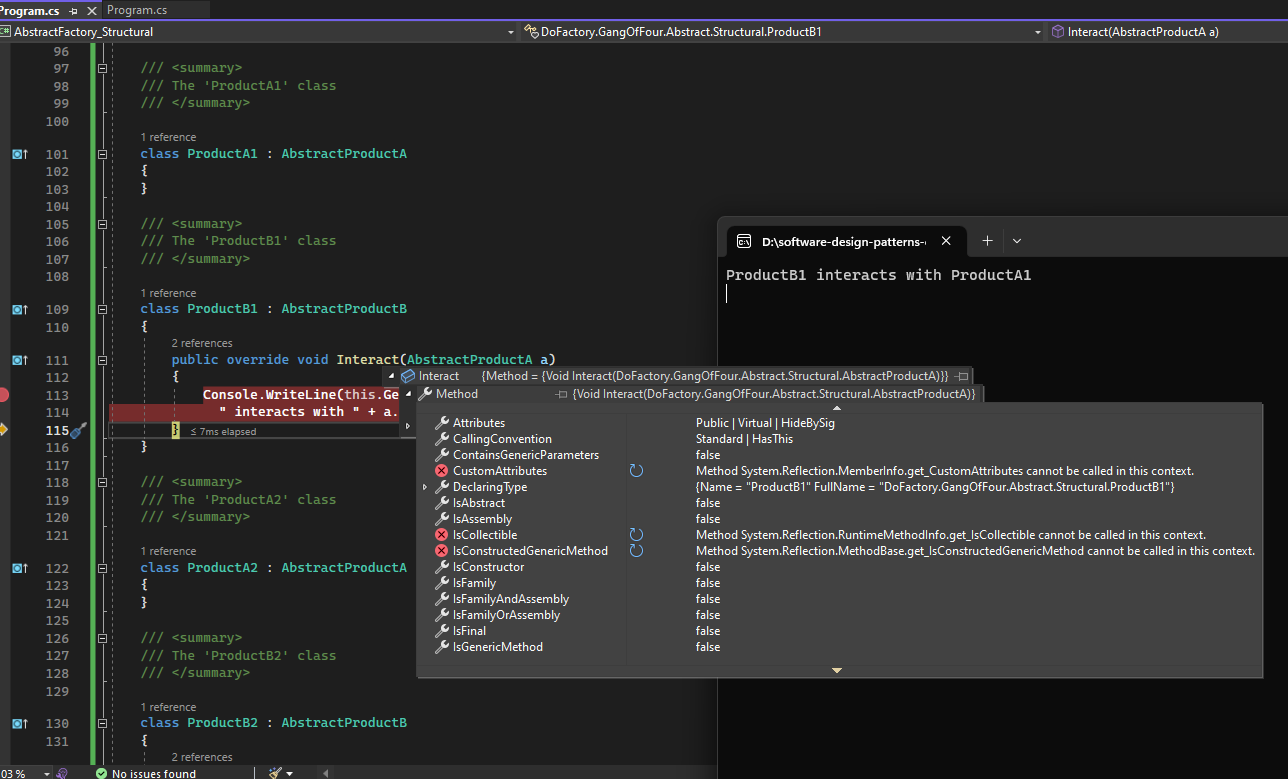 Program.cs
Program.cs
C# AbstractFactory_Structural
DoFactory.GangOfFour.Abstract.Structural.ProductB1
Interact(AbstractProductA a)
96
97 /// <summary>
98 /// The 'ProductA1' class
99 /// </summary>
100
1 reference
101 class ProductA1 : AbstractProductA
102 {
103 }
104
105 /// <summary>
106 /// The 'ProductB1' class
107 /// </summary>
108
1 reference
109 class ProductB1 : AbstractProductB
110 {
2 references
111 public override void Interact(AbstractProductA a)
112 {
113 Console.WriteLine(this.Ge
114 " interacts with " + a.
115 } ≤ 7ms elapsed
116 }
117
118 /// <summary>
119 /// The 'ProductA2' class
120 /// </summary>
121
1 reference
122 class ProductA2 : AbstractProductA
123 {
124 }
125
126 /// <summary>
127 /// The 'ProductB2' class
128 /// </summary>
129
1 reference
130 class ProductB2 : AbstractProductB
131 {
2 references
03 %
No issues found
D:\software-design-patterns-
ProductB1 interacts with ProductA1
Interact {Method = {Void Interact(DoFactory.GangOfFour.Abstract.Structural.AbstractProductA)}}
Method {Void Interact(DoFactory.GangOfFour.Abstract.Structural.AbstractProductA)}
Attributes Public | Virtual | HideBySig
CallingConvention Standard | HasThis
ContainsGenericParameters false
CustomAttributes Method System.Reflection.MemberInfo.get_CustomAttributes cannot be called in this context.
DeclaringType {Name = "ProductB1" FullName = "DoFactory.GangOfFour.Abstract.Structural.ProductB1"}
IsAbstract false
IsAssembly false
IsCollectible Method System.Reflection.RuntimeMethodInfo.get_IsCollectible cannot be called in this context.
IsConstructedGenericMethod Method System.Reflection.MethodBase.get_IsConstructedGenericMethod cannot be called in this context.
IsConstructor false
IsFamily false
IsFamilyAndAssembly false
IsFamilyOrAssembly false
IsFinal false
IsGenericMethod false